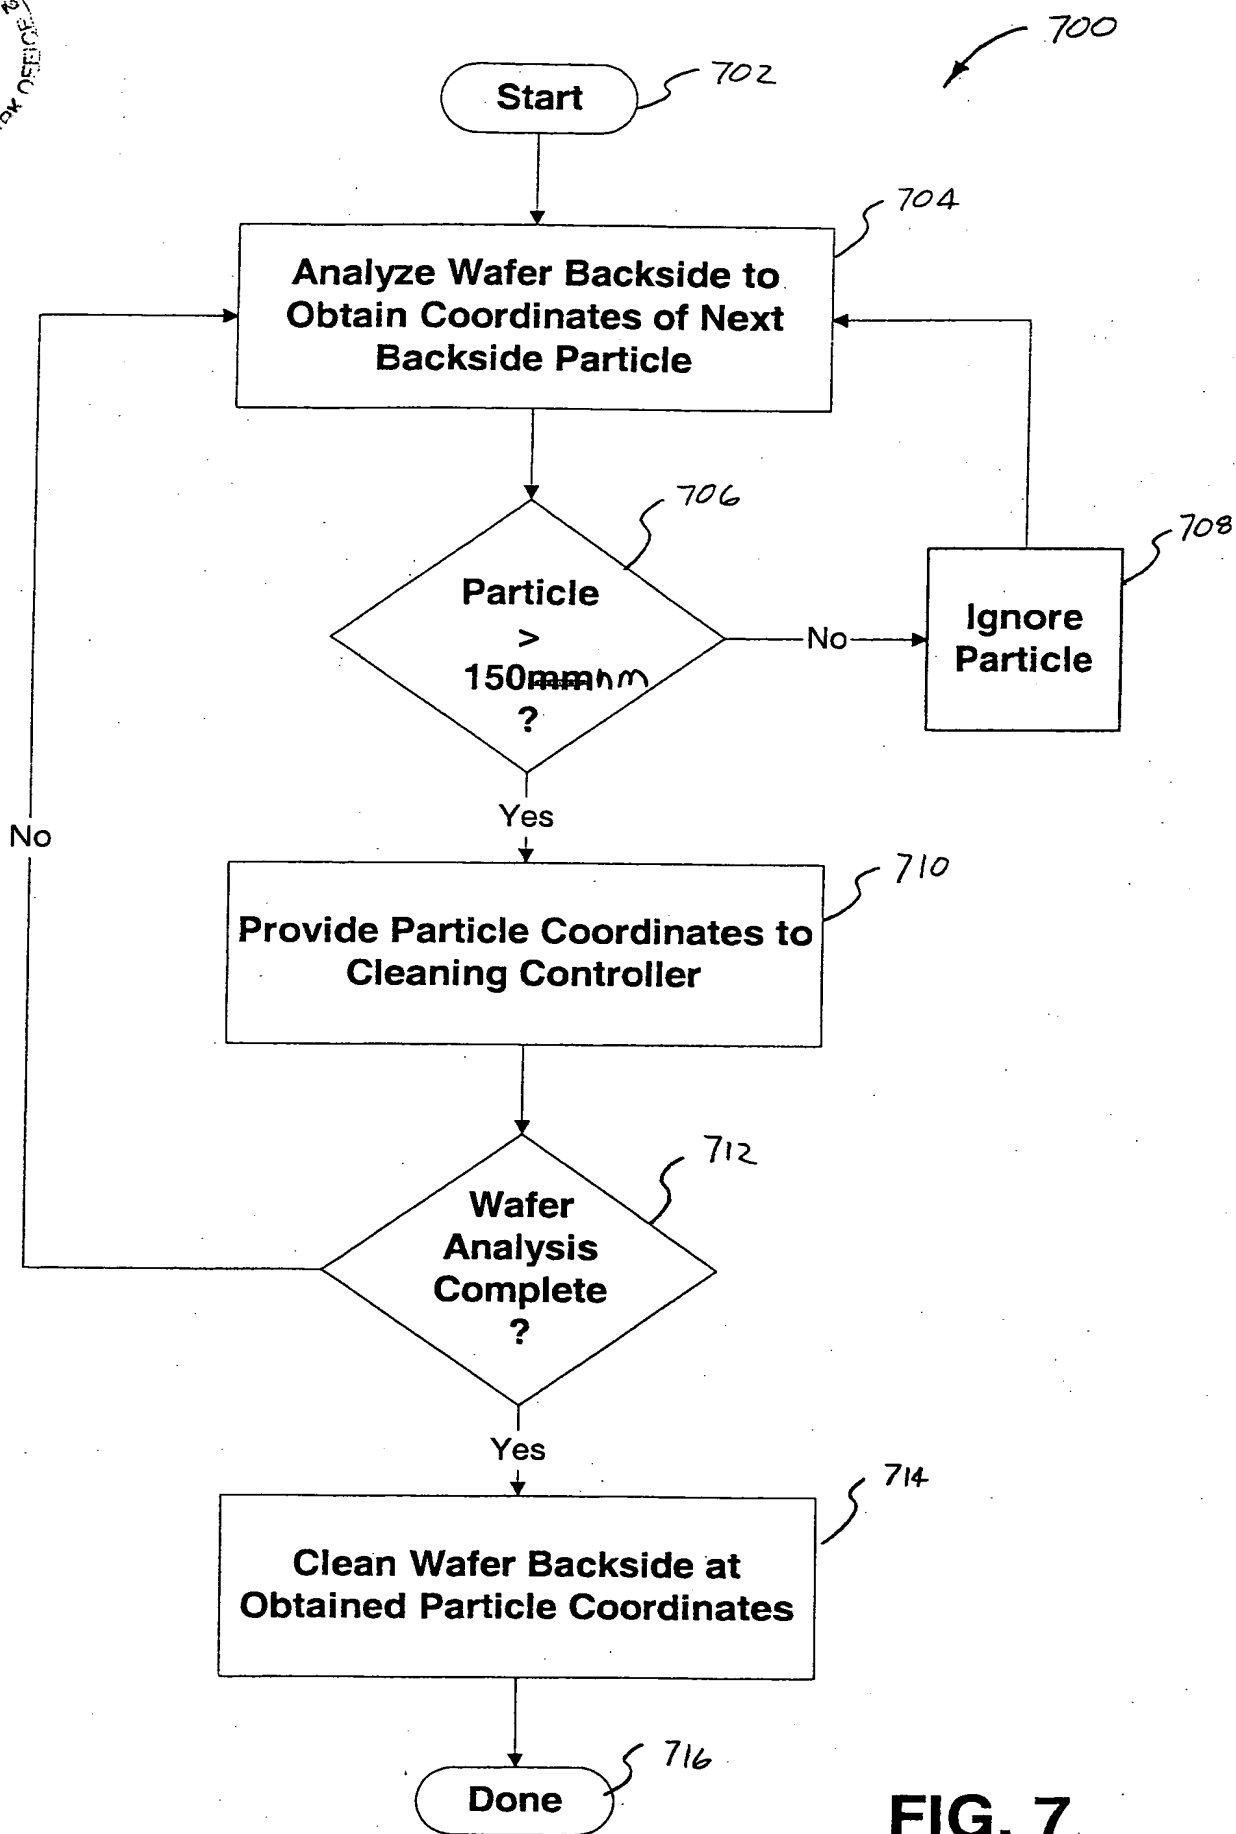 OFFICE
700
Start
702
704
Analyze Wafer Backside to
Obtain Coordinates of Next
Backside Particle
706
Particle
>
150mmnm
?
No
708
Ignore
Particle
Yes
No
710
Provide Particle Coordinates to
Cleaning Controller
712
Wafer
Analysis
Complete
?
Yes
714
Clean Wafer Backside at
Obtained Particle Coordinates
716
Done
FIG. 7